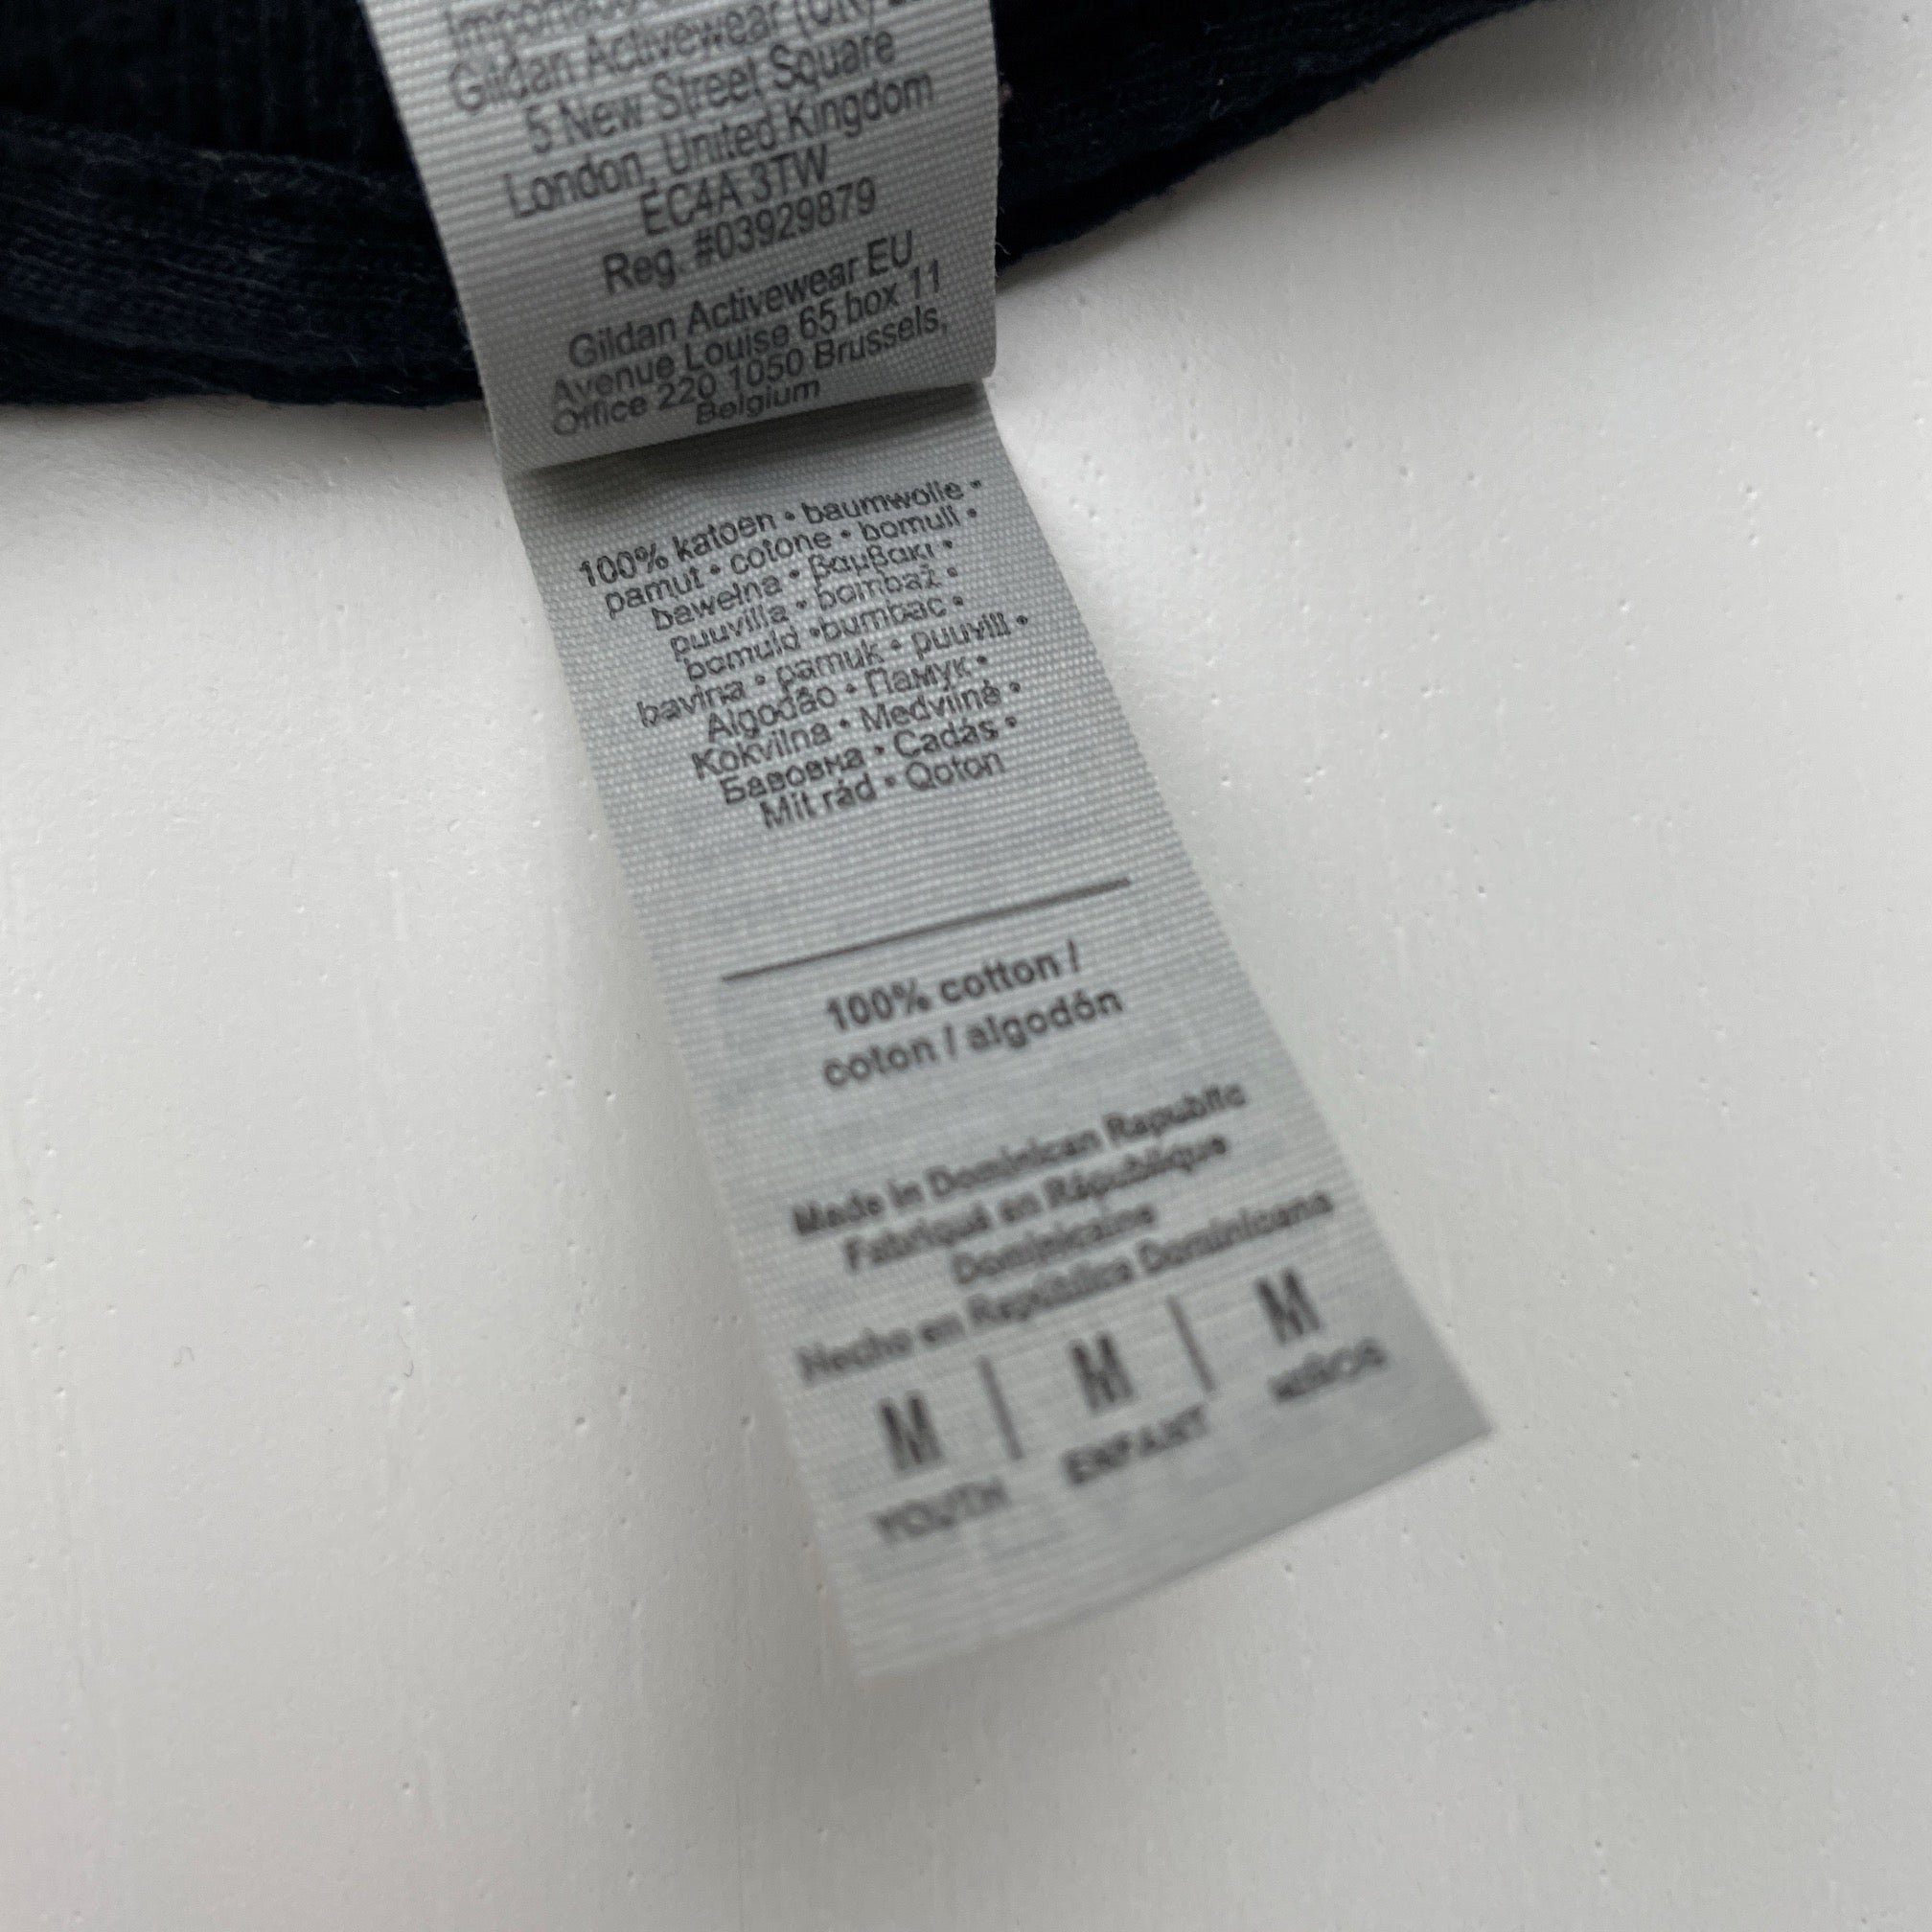 Gildan Activewear (UK)
5 New Street Square
London, United Kingdom
EC4A 3TW
Reg. #03929879
Gildan Activewear EU
Avenue Louise 65 box 11
Office 220 1050 Brussels,
Belgium
100% katoen • baumwolle •
pamut • cotone • bomull •
bawełna • βαμβακι •
puuvilla • bombaž •
bomuld •bumbac •
bavlna • pamuk • puuvill •
Algodão • Памук •
Kokvilna • Medvilnė •
Бавовна • Cadás •
Mit rád • Qoton
100% cotton /
coton / algodón
Made in Dominican Republic
Fabriqué en République
Dominicaine
Hecho en República Dominicana
M | M | M
YOUTH ENFANT NIÑOS